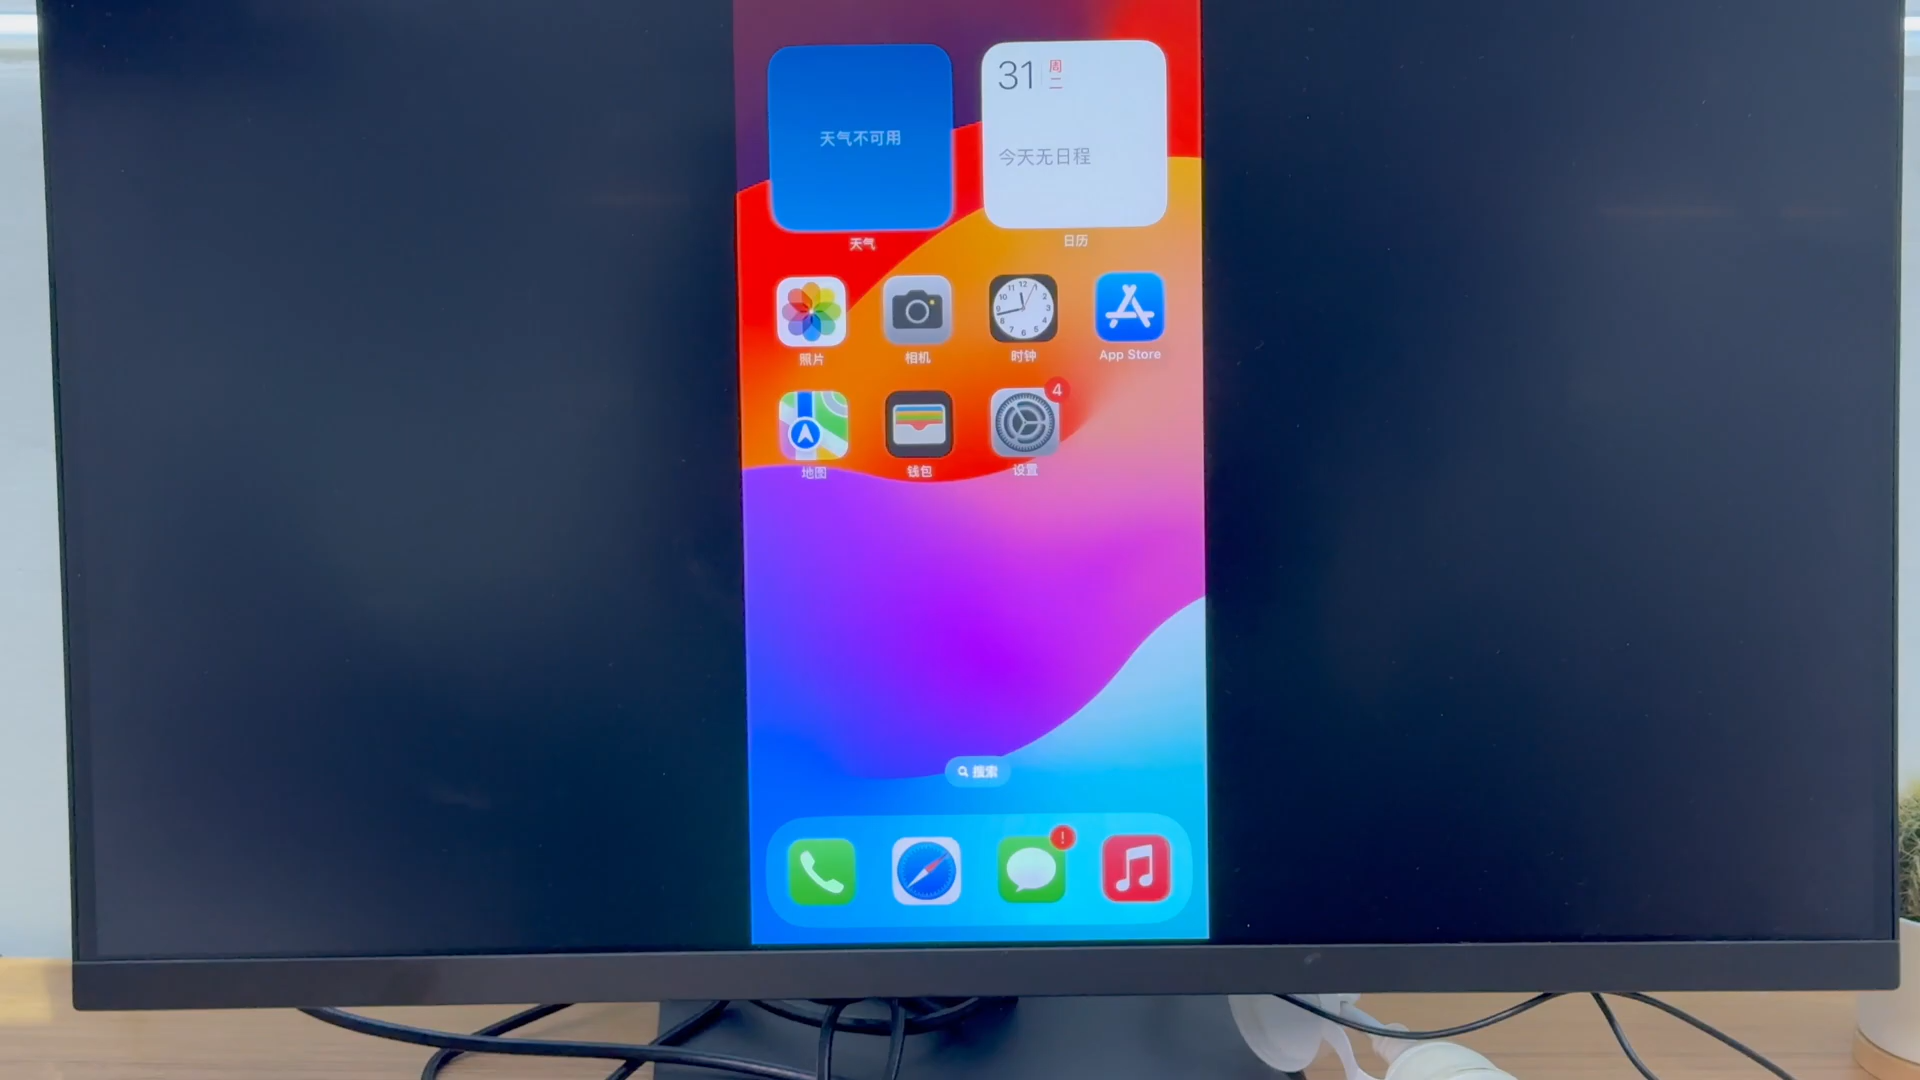 31 周二
天气不可用
今天无日程
天气
日历
照片
相机
时钟
App Store
地图
钱包
设置
4
搜索
!